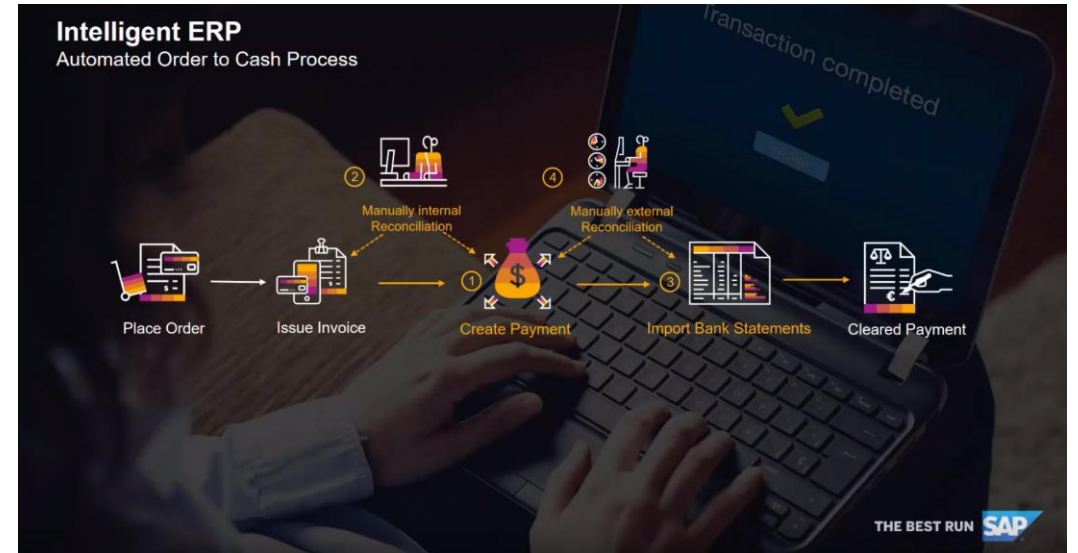 Intelligent ERP
Automated Order to Cash Process
Transaction completed
2
Manually internal
Reconciliation
4
Manually external
Reconciliation
1
$
3
€
Place Order
Issue Invoice
Create Payment
Import Bank Statements
Cleared Payment
THE BEST RUN SAP